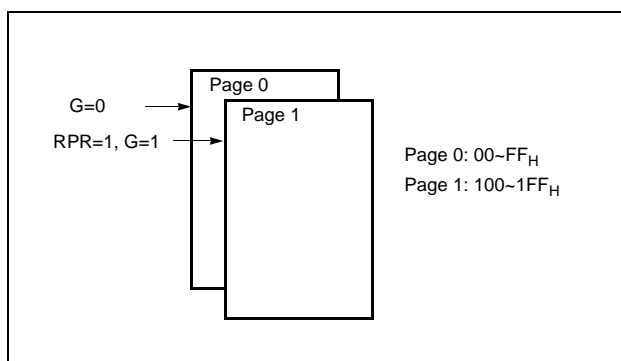 Page 0
G=0
Page 1
RPR=1, G=1
Page 0: 00~FFH
Page 1: 100~1FFH